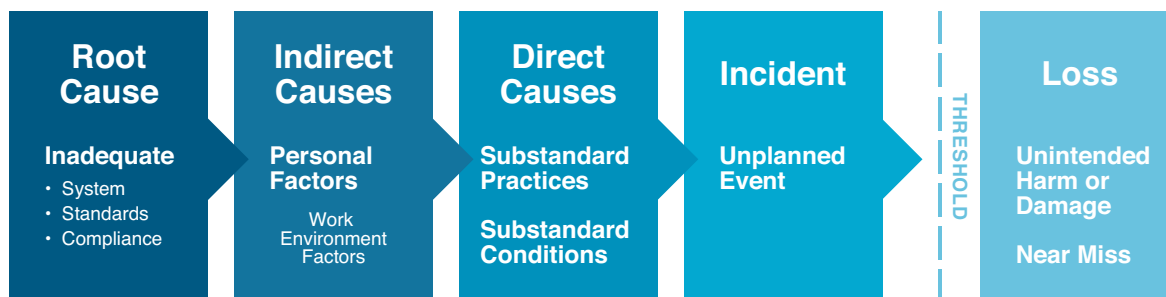 Root
Cause
Inadequate
• System
• Standards
• Compliance
Indirect
Causes
Personal
Factors
Work
Environment
Factors
Direct
Causes
Substandard
Practices
Substandard
Conditions
Incident
Unplanned
Event
THRESHOLD
Loss
Unintended
Harm or
Damage
Near Miss